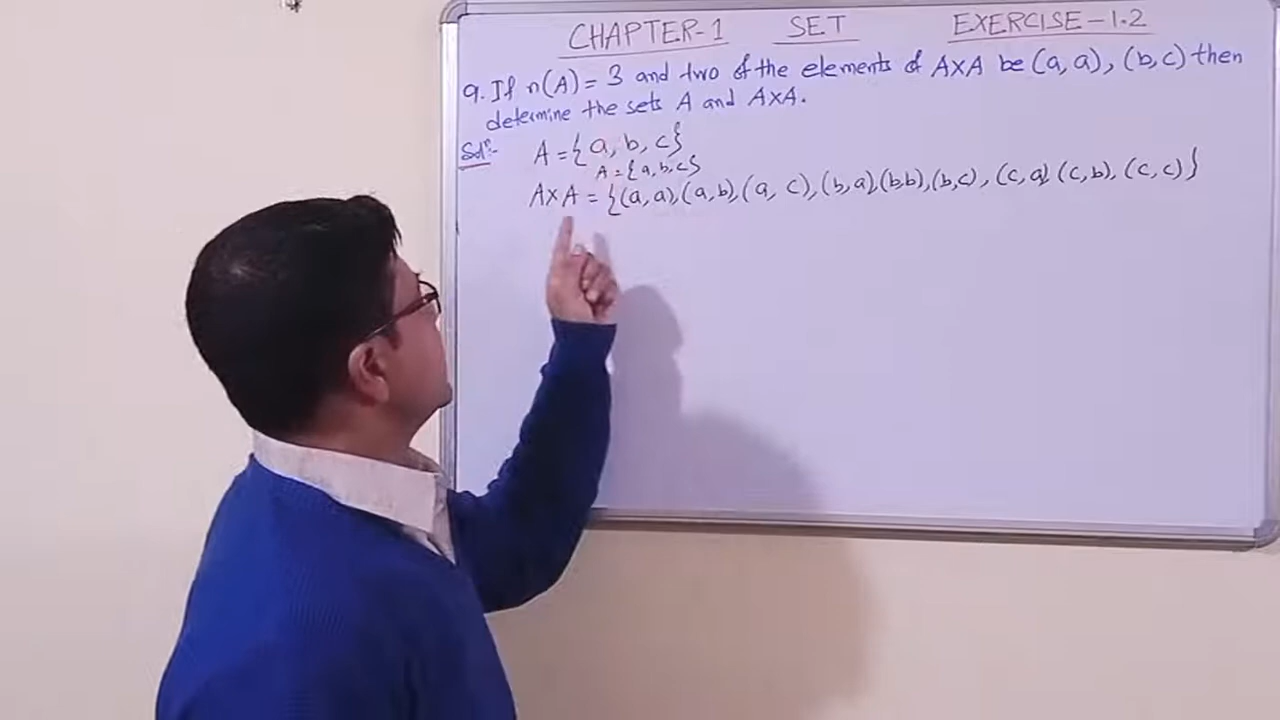 CHAPTER-1 SET EXERCISE-1.2
9. If n(A) = 3 and two of the elements of A×A be (a, a), (b, c) then
determine the sets A and A×A.
Solⁿ:- A = {a, b, c}
A = {a, b, c}
A×A = {(a, a), (a, b), (a, c), (b, a), (b, b), (b, c), (c, a) (c, b), (c, c)}